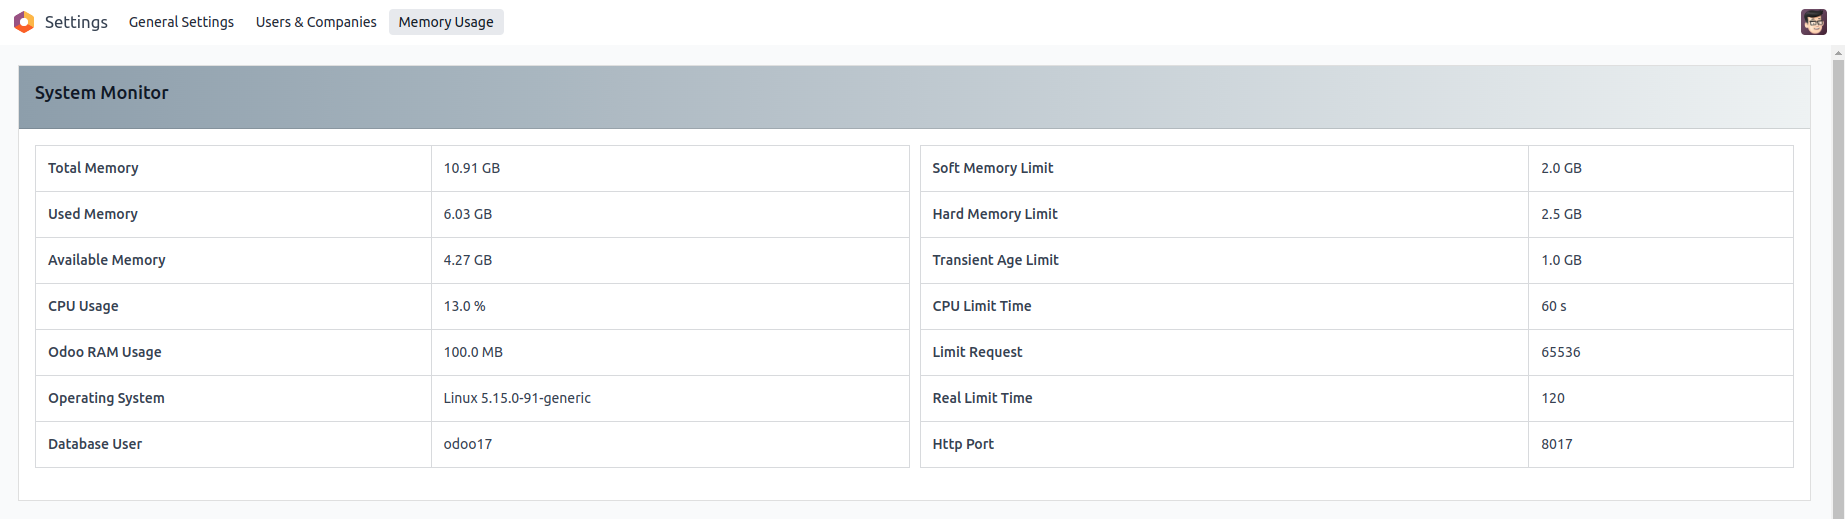 Settings General Settings Users & Companies Memory Usage
System Monitor
Total Memory 10.91 GB Soft Memory Limit 2.0 GB
Used Memory 6.03 GB Hard Memory Limit 2.5 GB
Available Memory 4.27 GB Transient Age Limit 1.0 GB
CPU Usage 13.0 % CPU Limit Time 60 s
Odoo RAM Usage 100.0 MB Limit Request 65536
Operating System Linux 5.15.0-91-generic Real Limit Time 120
Database User odoo17 Http Port 8017